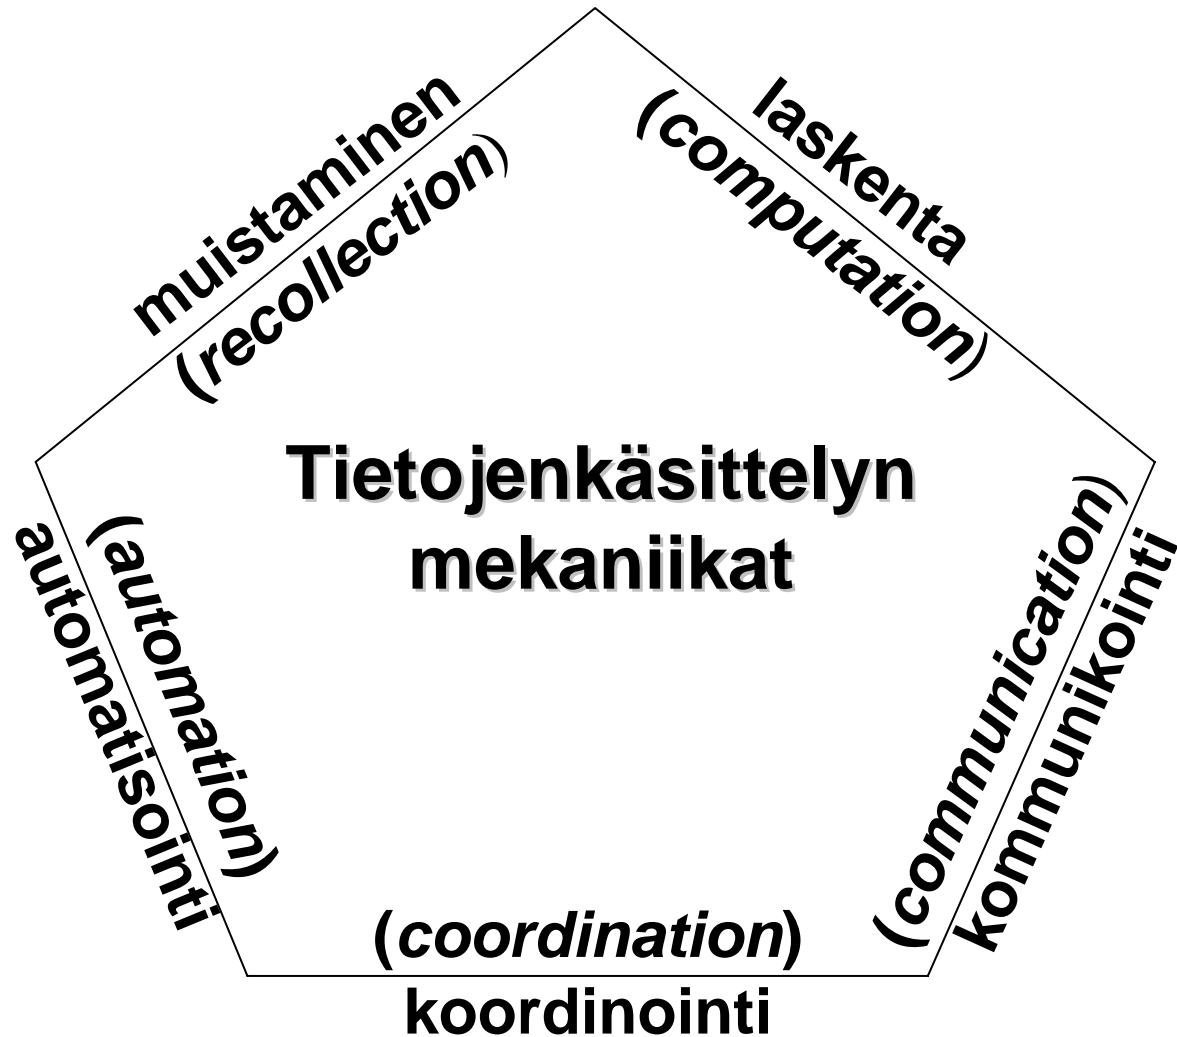 muistaminen
(recollection)
laskenta
(computation)
Tietojenkäsittelyn
mekaniikat
(automation)
automatisointi
(communication)
kommunikointi
(coordination)
koordinointi